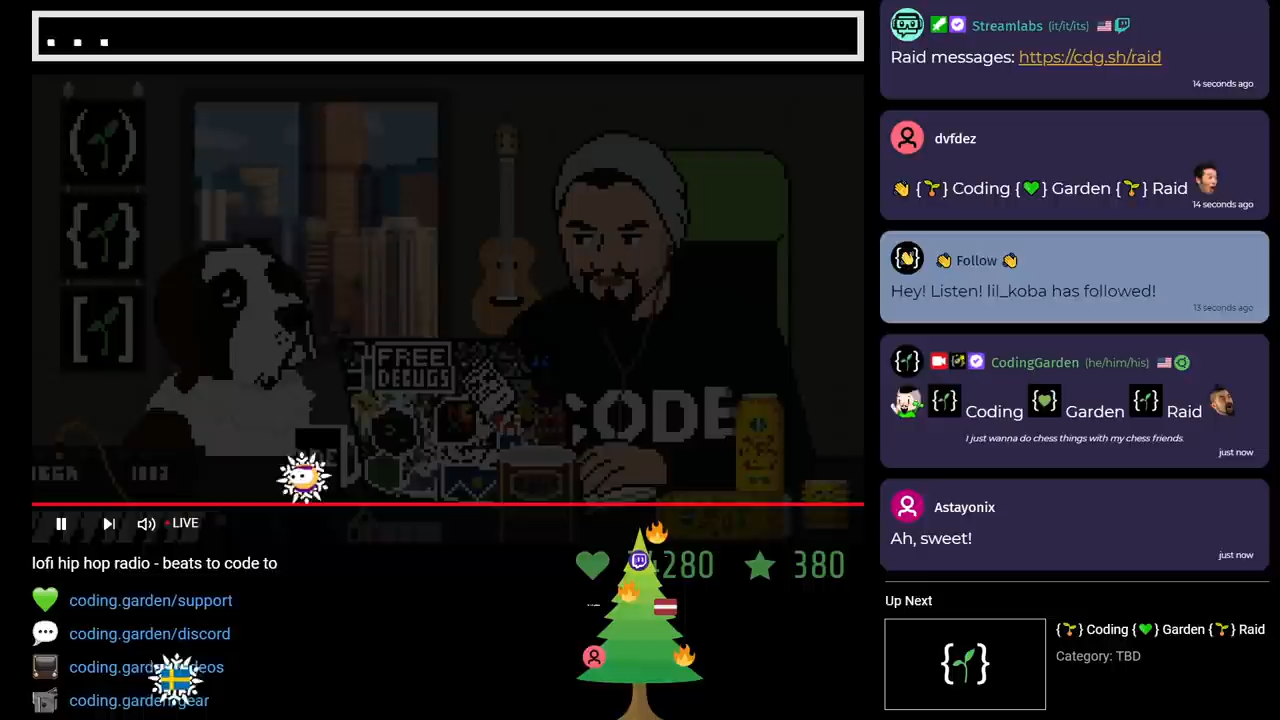 . . .
FREE
DECUGS
CODE
LIVE
lofi hip hop radio - beats to code to
280
380
coding.garden/support
coding.garden/discord
coding.garden/gear
Streamlabs (it/it/its)
Raid messages: https://cdg.sh/raid
14 seconds ago
dvfdez
👋 {🌱} Coding {💚} Garden {🌱} Raid
14 seconds ago
👋 Follow 👋
Hey! Listen! lil_koba has followed!
13 seconds ago
CodingGarden (he/him/his)
{🌱} Coding {💚} Garden {🌱} Raid
I just wanna do chess things with my chess friends.
just now
Astayonix
Ah, sweet!
just now
Up Next
{🌱} Coding {💚} Garden {🌱} Raid
Category: TBD